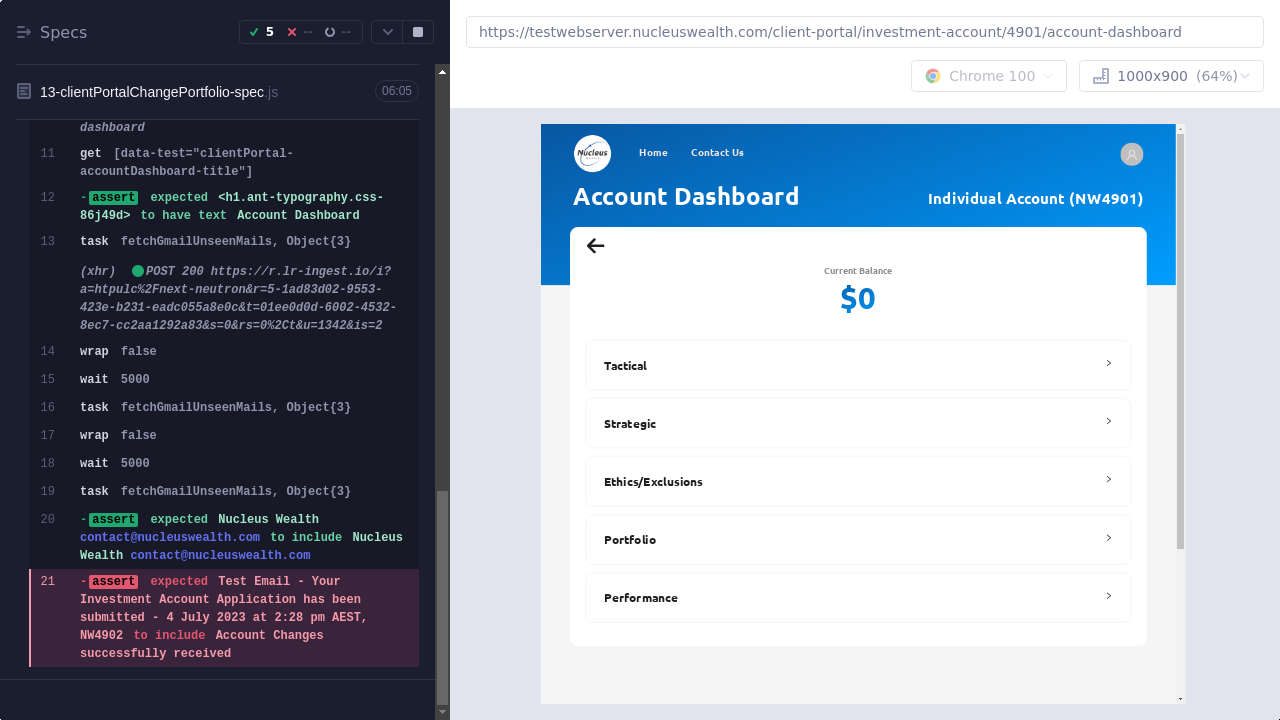 Specs
5
--
--
https://testwebserver.nucleuswealth.com/client-portal/investment-account/4901/account-dashboard
Chrome 100
1000x900 (64%)
13-clientPortalChangePortfolio-spec.js
06:05
dashboard
11 get [data-test="clientPortal-
accountDashboard-title"]
12 -assert expected <h1.ant-typography.css-
86j49d> to have text Account Dashboard
13 task fetchGmailUnseenMails, Object{3}
(xhr) POST 200 https://r.lr-ingest.io/i?
a=htpulc%2Fnext-neutron&r=5-1ad83d02-9553-
423e-b231-eadc055a8e0c&t=01ee0d0d-6002-4532-
8ec7-cc2aa1292a83&s=0&rs=0%2Ct&u=1342&is=2
14 wrap false
15 wait 5000
16 task fetchGmailUnseenMails, Object{3}
17 wrap false
18 wait 5000
19 task fetchGmailUnseenMails, Object{3}
20 -assert expected Nucleus Wealth
contact@nucleuswealth.com to include Nucleus
Wealth contact@nucleuswealth.com
21 -assert expected Test Email - Your
Investment Account Application has been
submitted - 4 July 2023 at 2:28 pm AEST,
NW4902 to include Account Changes
successfully received
Nucleus
Home
Contact Us
Account Dashboard
Individual Account (NW4901)
Current Balance
$0
Tactical
Strategic
Ethics/Exclusions
Portfolio
Performance